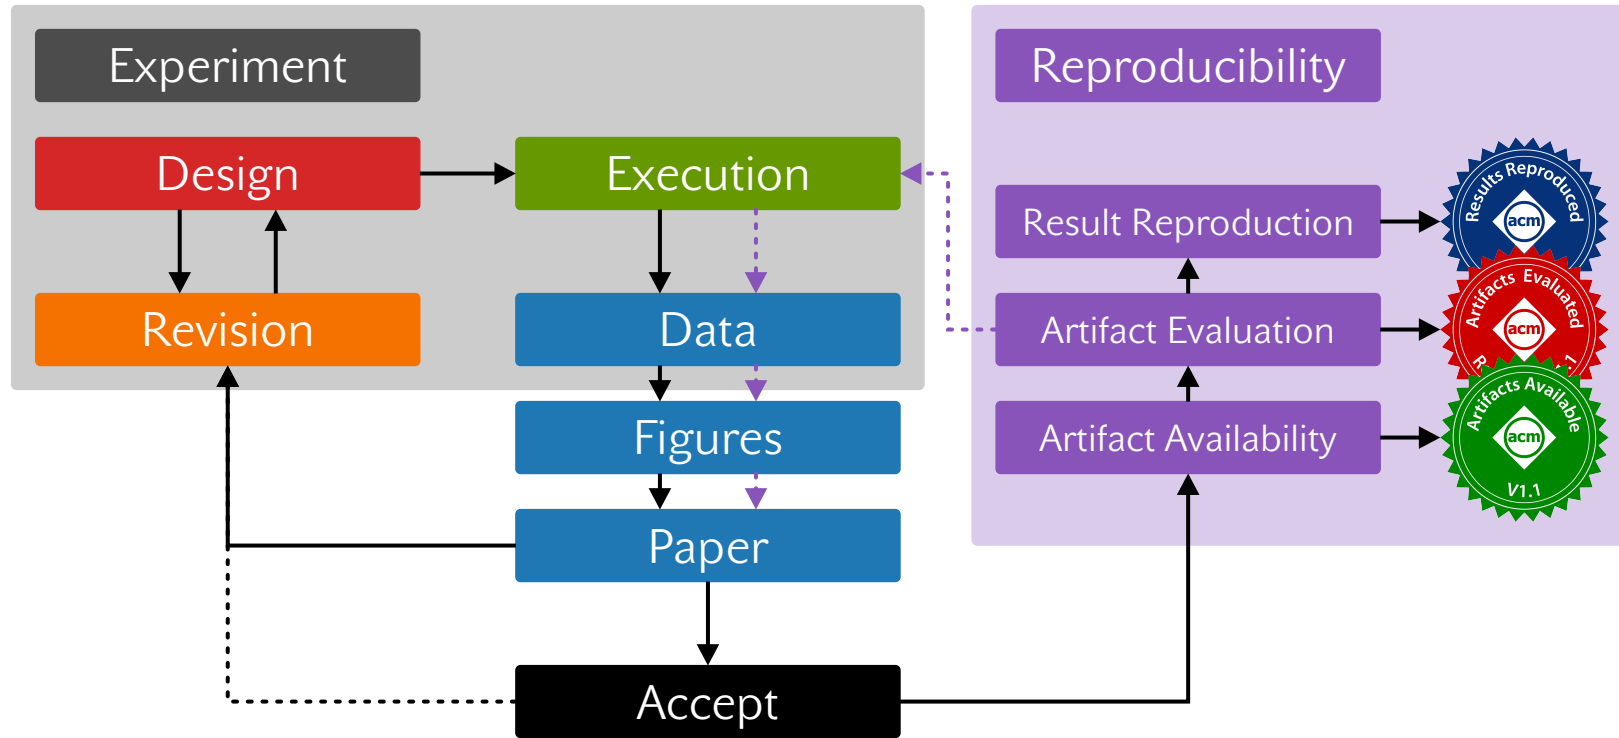 Experiment
Design
Revision
Execution
Data
Figures
Paper
Accept
Reproducibility
Result Reproduction
Artifact Evaluation
Artifact Availability
Results Reproduced
acm
Artifacts Evaluated
acm
Artifacts Available
acm
V1.1